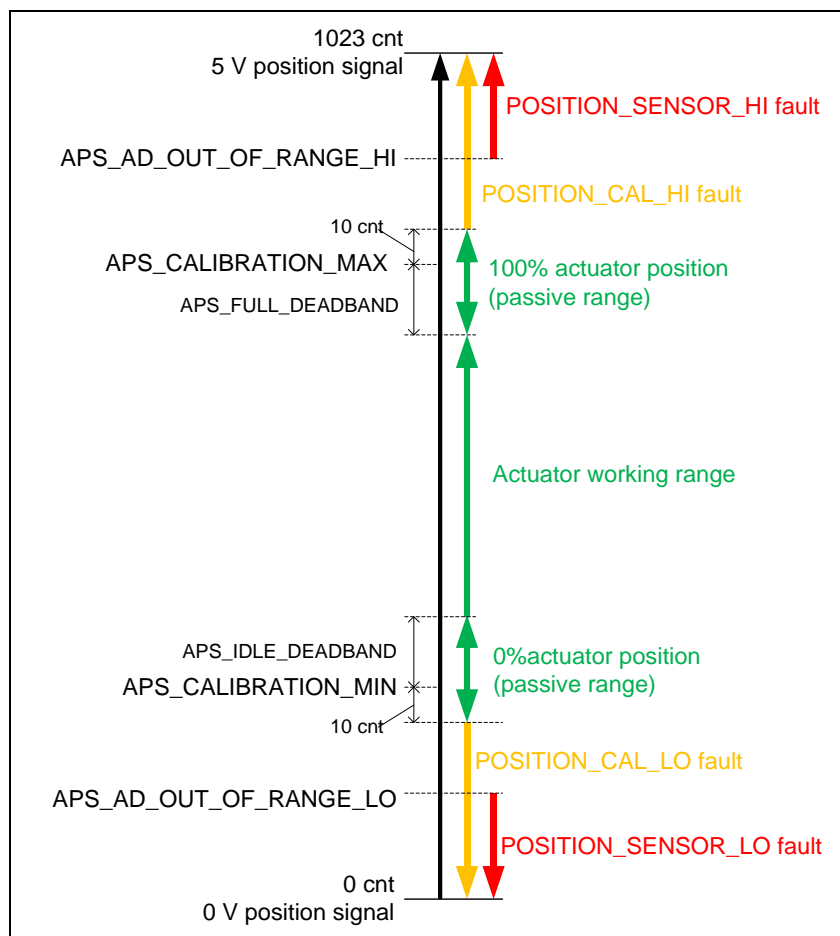 1023 cnt
5 V position signal
POSITION_SENSOR_HI fault
APS_AD_OUT_OF_RANGE_HI
POSITION_CAL_HI fault
10 cnt
APS_CALIBRATION_MAX
100% actuator position
(passive range)
APS_FULL_DEADBAND
Actuator working range
APS_IDLE_DEADBAND
0%actuator position
(passive range)
APS_CALIBRATION_MIN
10 cnt
POSITION_CAL_LO fault
APS_AD_OUT_OF_RANGE_LO
POSITION_SENSOR_LO fault
0 cnt
0 V position signal